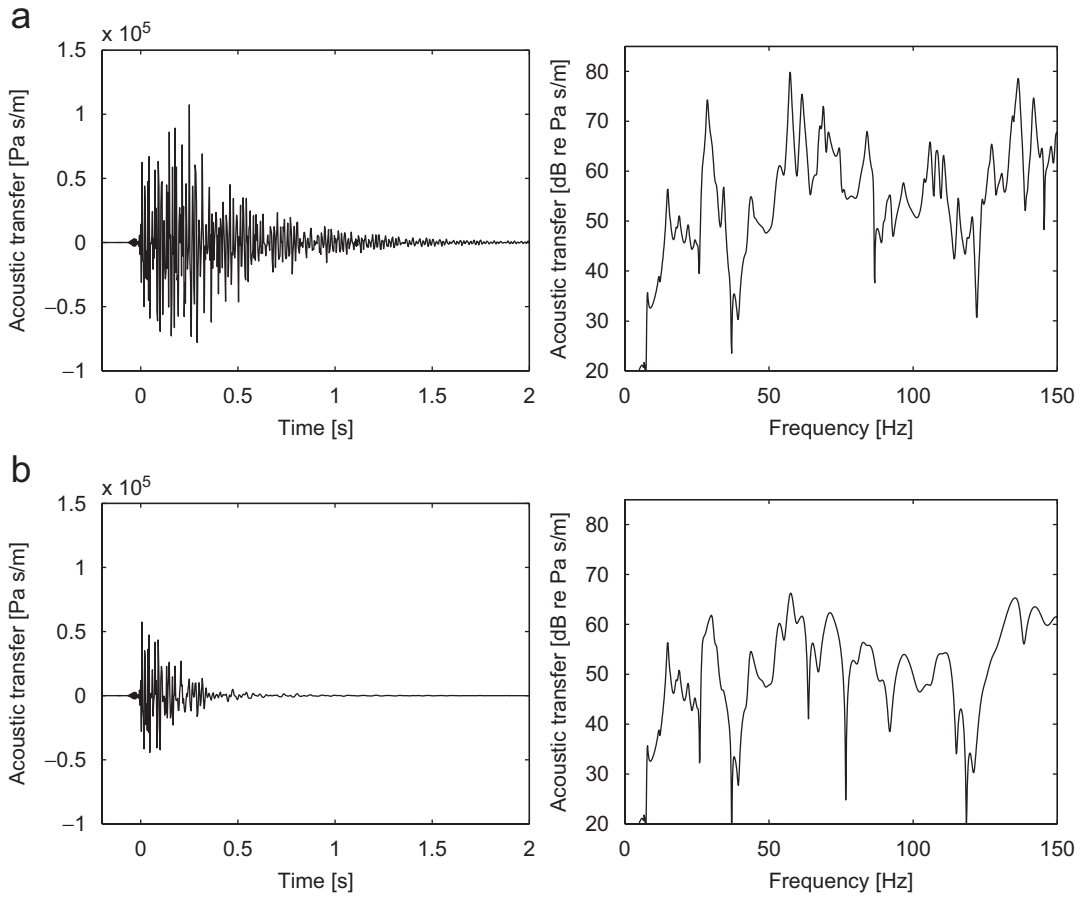 a
x 10^5
1.5
1
0.5
0
−0.5
−1
0 0.5 1 1.5 2
Time [s]
Acoustic transfer [Pa s/m]
80
70
60
50
40
30
20
0 50 100 150
Frequency [Hz]
Acoustic transfer [dB re Pa s/m]
b
x 10^5
1.5
1
0.5
0
−0.5
−1
0 0.5 1 1.5 2
Time [s]
Acoustic transfer [Pa s/m]
80
70
60
50
40
30
20
0 50 100 150
Frequency [Hz]
Acoustic transfer [dB re Pa s/m]